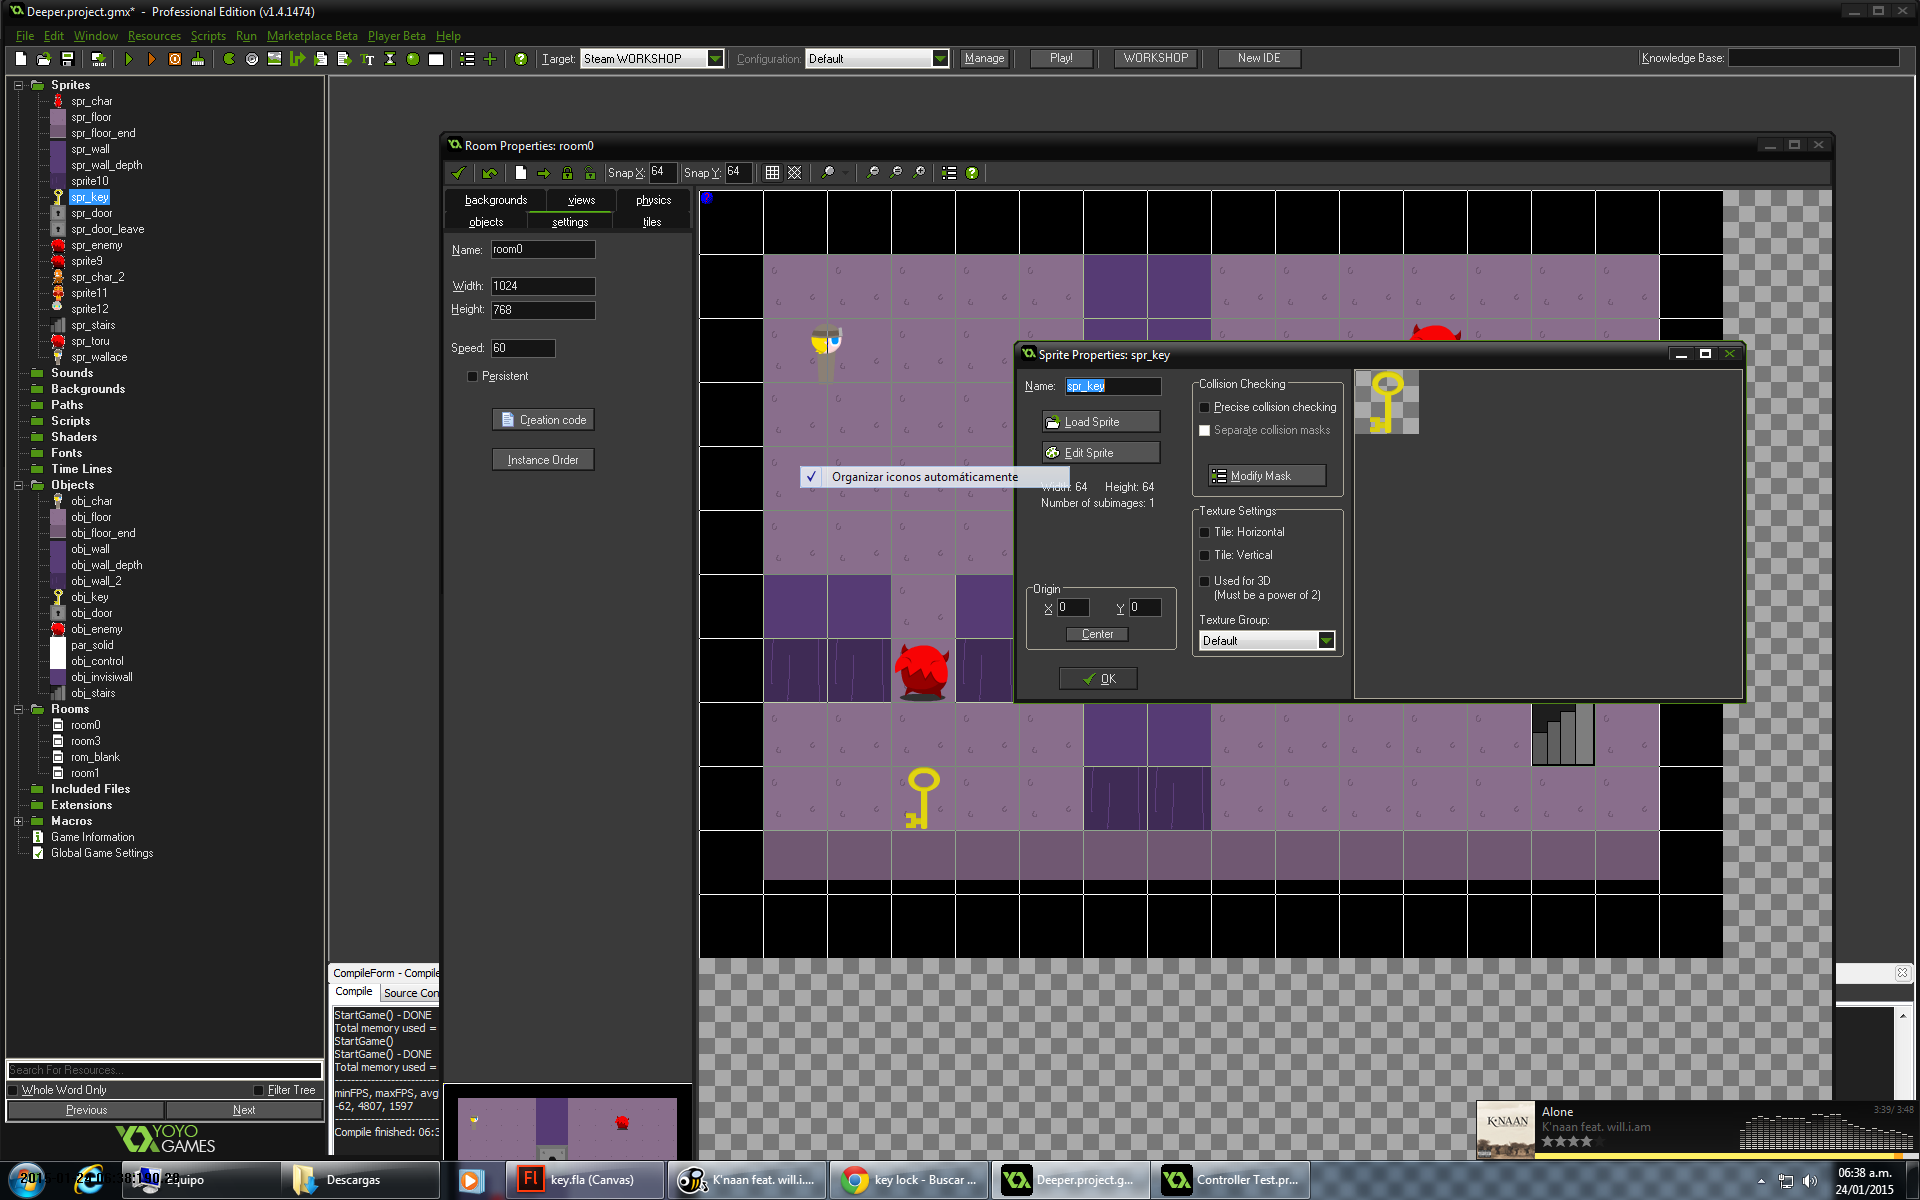 Deeper.project.gmx* - Professional Edition (v1.4.1474)
File Edit Window Resources Scripts Run Marketplace Beta Player Beta Help
Target: Steam WORKSHOP Configuration: Default Manage Play! WORKSHOP New IDE Knowledge Base:
Sprites
spr_char
spr_floor
spr_floor_end
spr_wall
spr_wall_depth
sprite10
spr_key
spr_door
spr_door_leave
spr_enemy
sprite9
spr_char_2
sprite11
sprite12
spr_stairs
spr_toru
spr_wallace
Sounds
Backgrounds
Paths
Scripts
Shaders
Fonts
Time Lines
Objects
obj_char
obj_floor
obj_floor_end
obj_wall
obj_wall_depth
obj_wall_2
obj_key
obj_door
obj_enemy
par_solid
obj_control
obj_invisiwall
obj_stairs
Rooms
room0
room3
rom_blank
room1
Included Files
Extensions
Macros
Game Information
Global Game Settings
Search For Resources...
Whole Word Only Filter Tree
Previous Next
YOYO
GAMES
Room Properties: room0
Snap X: 64 Snap Y: 64
backgrounds views physics
objects settings tiles
Name: room0
Width: 1024
Height: 768
Speed: 60
Persistent
Creation code
Instance Order
Organizar iconos automáticamente
Sprite Properties: spr_key
Name: spr_key
Load Sprite
Edit Sprite
Width: 64 Height: 64
Number of subimages: 1
Origin
X 0 Y 0
Center
OK
Collision Checking
Precise collision checking
Separate collision masks
Modify Mask
Texture Settings
Tile: Horizontal
Tile: Vertical
Used for 3D
(Must be a power of 2)
Texture Group:
Default
CompileForm - Compile
Compile Source Con
StartGame() - DONE
Total memory used =
StartGame()
StartGame() - DONE
Total memory used =
minFPS, maxFPS, avg
-62, 4807, 1597
Compile finished: 06:3
K'NAAN
Alone
K'naan feat. will.i.am
3:39/ 3:48
Equipo
Descargas
key.fla (Canvas)
K'naan feat. will.i....
key lock - Buscar ...
Deeper.project.g...
Controller Test.pr...
06:38 a.m.
24/01/2015